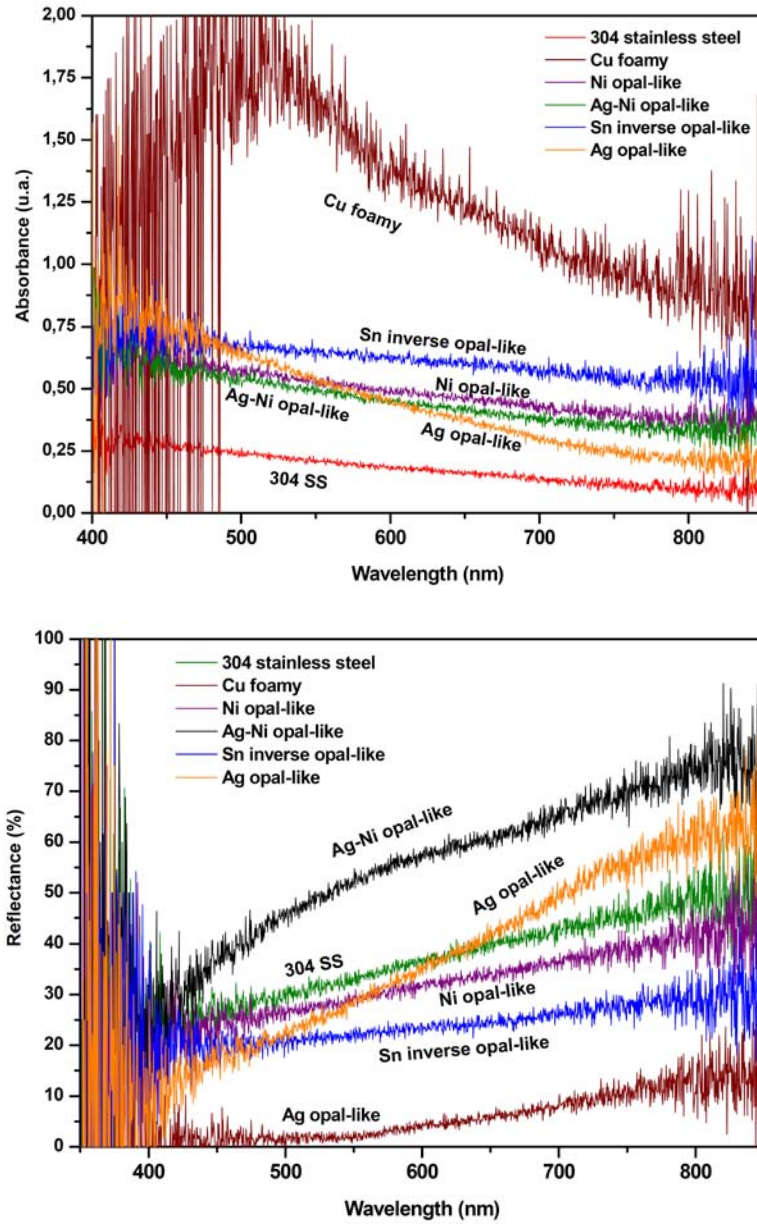 2,00
1,75
1,50
1,25
1,00
0,75
0,50
0,25
0,00
Absorbance (u.a.)
304 stainless steel
Cu foamy
Ni opal-like
Ag-Ni opal-like
Sn inverse opal-like
Ag opal-like
Cu foamy
Sn inverse opal-like
Ni opal-like
Ag-Ni opal-like
Ag opal-like
304 SS
400 500 600 700 800
Wavelength (nm)
100
90
80
70
60
50
40
30
20
10
0
Reflectance (%)
304 stainless steel
Cu foamy
Ni opal-like
Ag-Ni opal-like
Sn inverse opal-like
Ag opal-like
Ag-Ni opal-like
Ag opal-like
304 SS
Ni opal-like
Sn inverse opal-like
Ag opal-like
400 500 600 700 800
Wavelength (nm)